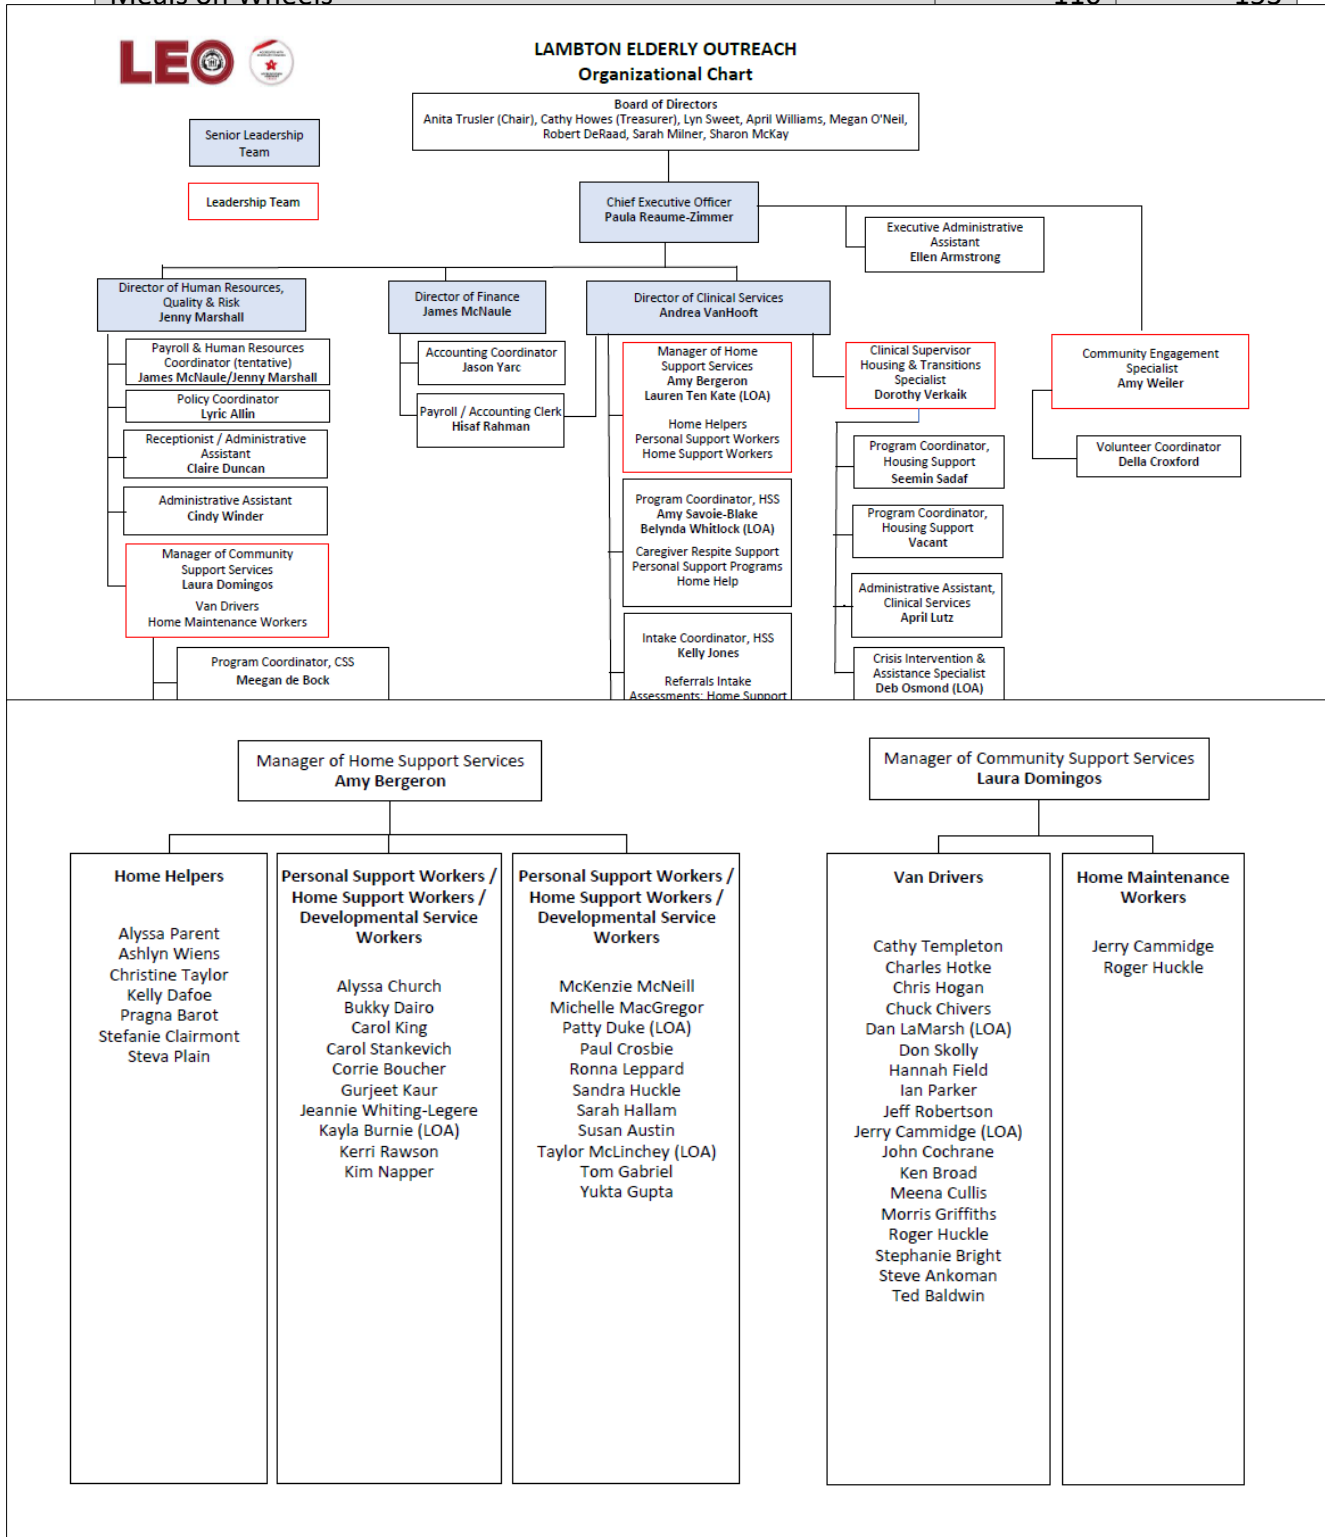 Meals on Wheels 110 153
LEO
LAMBTON ELDERLY OUTREACH
Organizational Chart
Board of Directors
Anita Trusler (Chair), Cathy Howes (Treasurer), Lyn Sweet, April Williams, Megan O'Neil,
Robert DeRaad, Sarah Milner, Sharon McKay
Senior Leadership
Team
Leadership Team
Chief Executive Officer
Paula Reaume-Zimmer
Executive Administrative
Assistant
Ellen Armstrong
Director of Human Resources,
Quality & Risk
Jenny Marshall
Director of Finance
James McNaule
Director of Clinical Services
Andrea VanHooft
Payroll & Human Resources
Coordinator (tentative)
James McNaule/Jenny Marshall
Policy Coordinator
Lyric Allin
Receptionist / Administrative
Assistant
Claire Duncan
Administrative Assistant
Cindy Winder
Manager of Community
Support Services
Laura Domingos
Van Drivers
Home Maintenance Workers
Program Coordinator, CSS
Meegan de Bock
Accounting Coordinator
Jason Yarc
Payroll / Accounting Clerk
Hisaf Rahman
Manager of Home
Support Services
Amy Bergeron
Lauren Ten Kate (LOA)
Home Helpers
Personal Support Workers
Home Support Workers
Program Coordinator, HSS
Amy Savoie-Blake
Belynda Whitlock (LOA)
Caregiver Respite Support
Personal Support Programs
Home Help
Intake Coordinator, HSS
Kelly Jones
Referrals Intake
Assessments: Home Support
Clinical Supervisor
Housing & Transitions
Specialist
Dorothy Verkaik
Program Coordinator,
Housing Support
Seemin Sadaf
Program Coordinator,
Housing Support
Vacant
Administrative Assistant,
Clinical Services
April Lutz
Crisis Intervention &
Assistance Specialist
Deb Osmond (LOA)
Community Engagement
Specialist
Amy Weiler
Volunteer Coordinator
Della Croxford
Manager of Home Support Services
Amy Bergeron
Home Helpers
Alyssa Parent
Ashlyn Wiens
Christine Taylor
Kelly Dafoe
Pragna Barot
Stefanie Clairmont
Steva Plain
Personal Support Workers /
Home Support Workers /
Developmental Service
Workers
Alyssa Church
Bukky Dairo
Carol King
Carol Stankevich
Corrie Boucher
Gurjeet Kaur
Jeannie Whiting-Legere
Kayla Burnie (LOA)
Kerri Rawson
Kim Napper
Personal Support Workers /
Home Support Workers /
Developmental Service
Workers
McKenzie McNeill
Michelle MacGregor
Patty Duke (LOA)
Paul Crosbie
Ronna Leppard
Sandra Huckle
Sarah Hallam
Susan Austin
Taylor McLinchey (LOA)
Tom Gabriel
Yukta Gupta
Manager of Community Support Services
Laura Domingos
Van Drivers
Cathy Templeton
Charles Hotke
Chris Hogan
Chuck Chivers
Dan LaMarsh (LOA)
Don Skolly
Hannah Field
Ian Parker
Jeff Robertson
Jerry Cammidge (LOA)
John Cochrane
Ken Broad
Meena Cullis
Morris Griffiths
Roger Huckle
Stephanie Bright
Steve Ankoman
Ted Baldwin
Home Maintenance
Workers
Jerry Cammidge
Roger Huckle